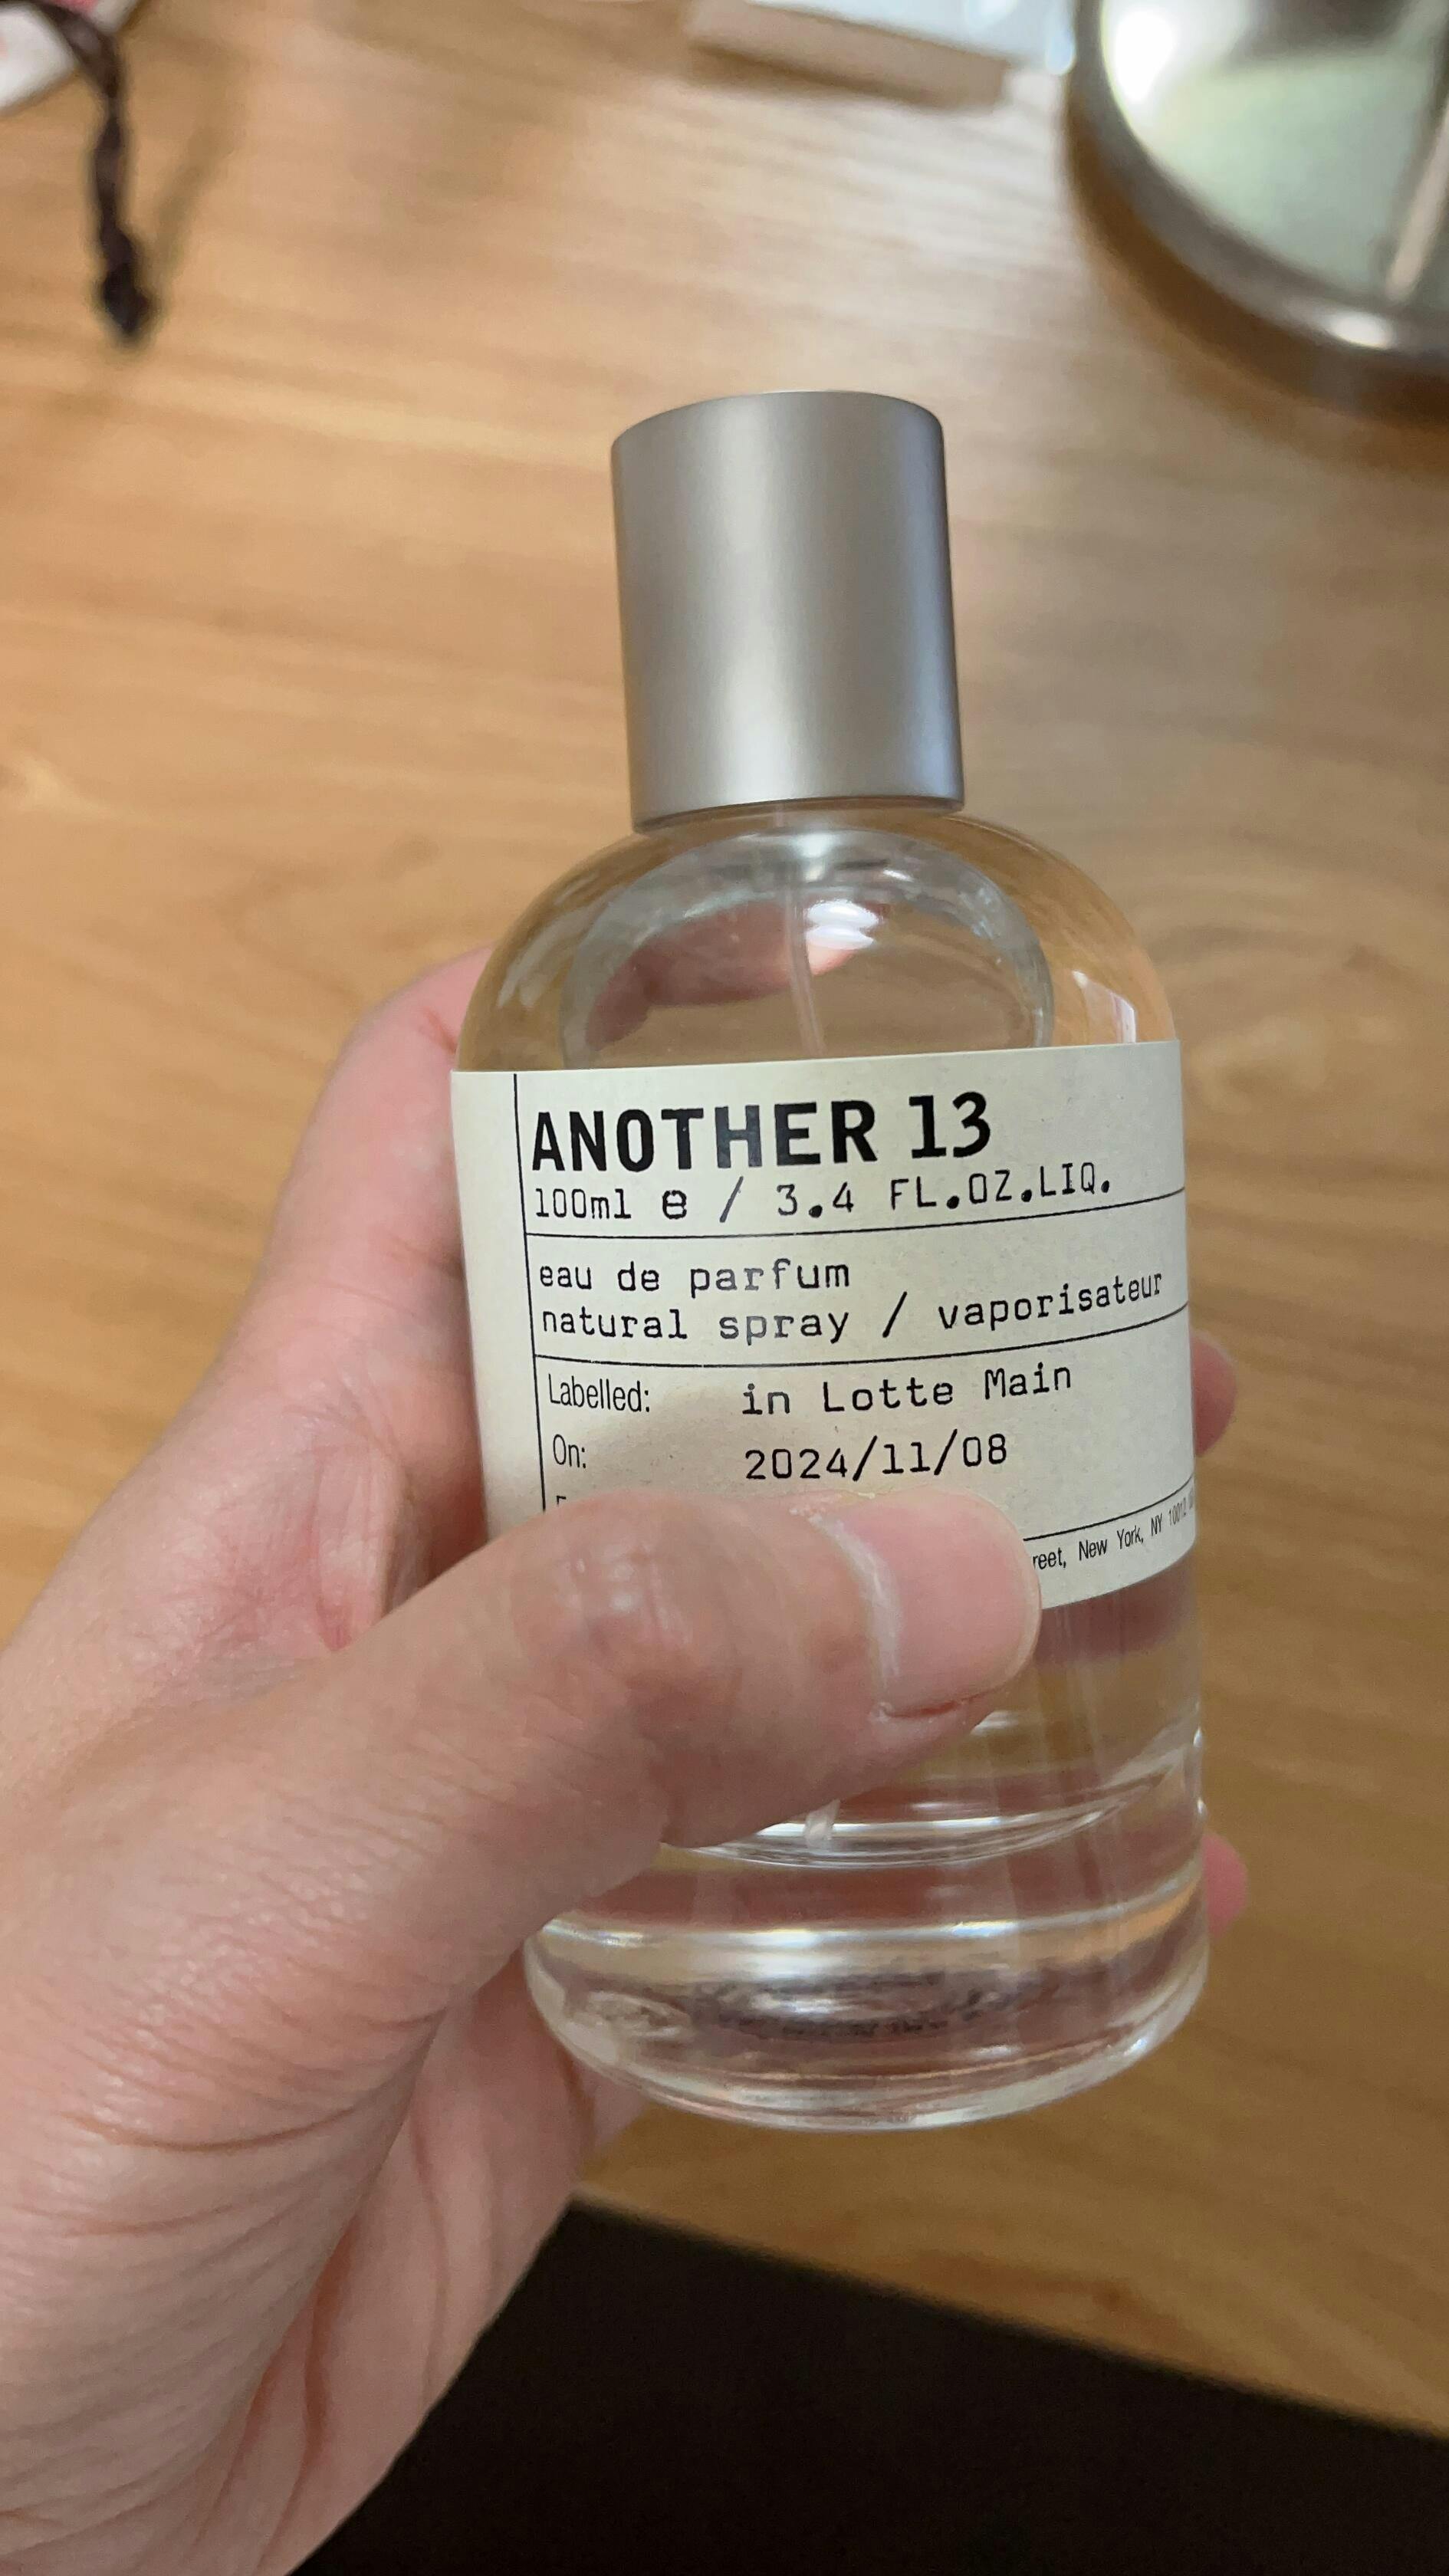 ANOTHER 13
100ml e / 3.4 FL.OZ.LIQ.
eau de parfum
natural spray / vaporisateur
Labelled: in Lotte Main
On: 2024/11/08
New York, NY